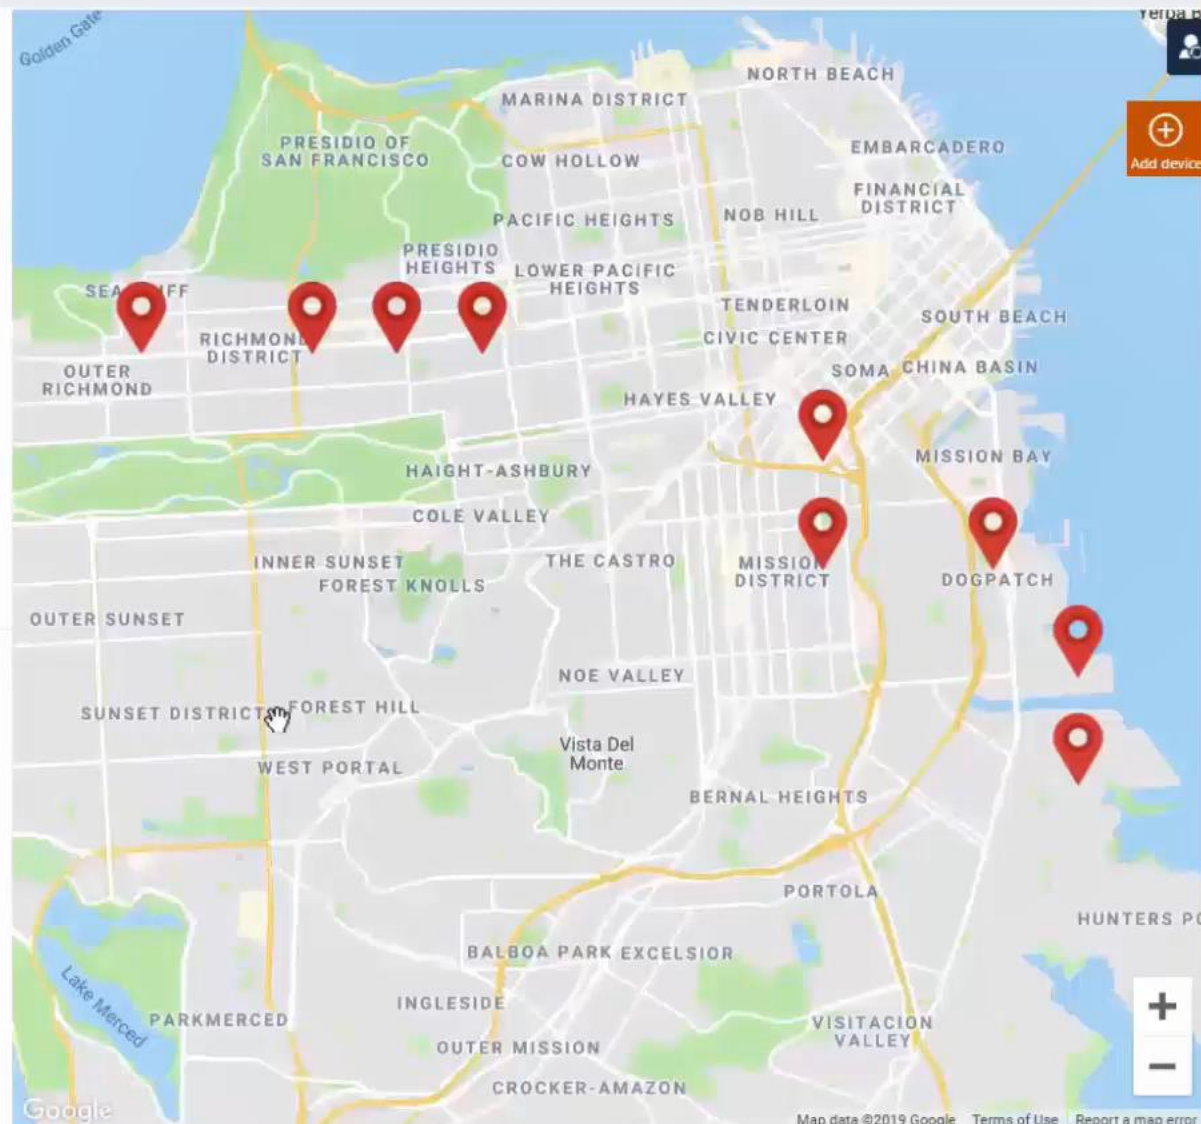 Golden Gate
NORTH BEACH
MARINA DISTRICT
PRESIDIO OF
SAN FRANCISCO
COW HOLLOW
EMBARCADERO
Add device
FINANCIAL
DISTRICT
PACIFIC HEIGHTS
NOB HILL
PRESIDIO
HEIGHTS
LOWER PACIFIC
HEIGHTS
TENDERLOIN
SOUTH BEACH
RICHMOND
DISTRICT
CIVIC CENTER
OUTER
RICHMOND
SOMA
CHINA BASIN
HAYES VALLEY
MISSION BAY
HAIGHT-ASHBURY
COLE VALLEY
INNER SUNSET
THE CASTRO
MISSION
DISTRICT
FOREST KNOLLS
DOGPATCH
OUTER SUNSET
NOE VALLEY
SUNSET DISTRICT
FOREST HILL
Vista Del
Monte
WEST PORTAL
BERNAL HEIGHTS
PORTOLA
HUNTERS
BALBOA PARK
EXCELSIOR
Lake Merced
INGLESIDE
PARKMERCED
VISITACION
VALLEY
OUTER MISSION
CROCKER-AMAZON
Google
Map data ©2019 Google
Terms of Use
Report a map error